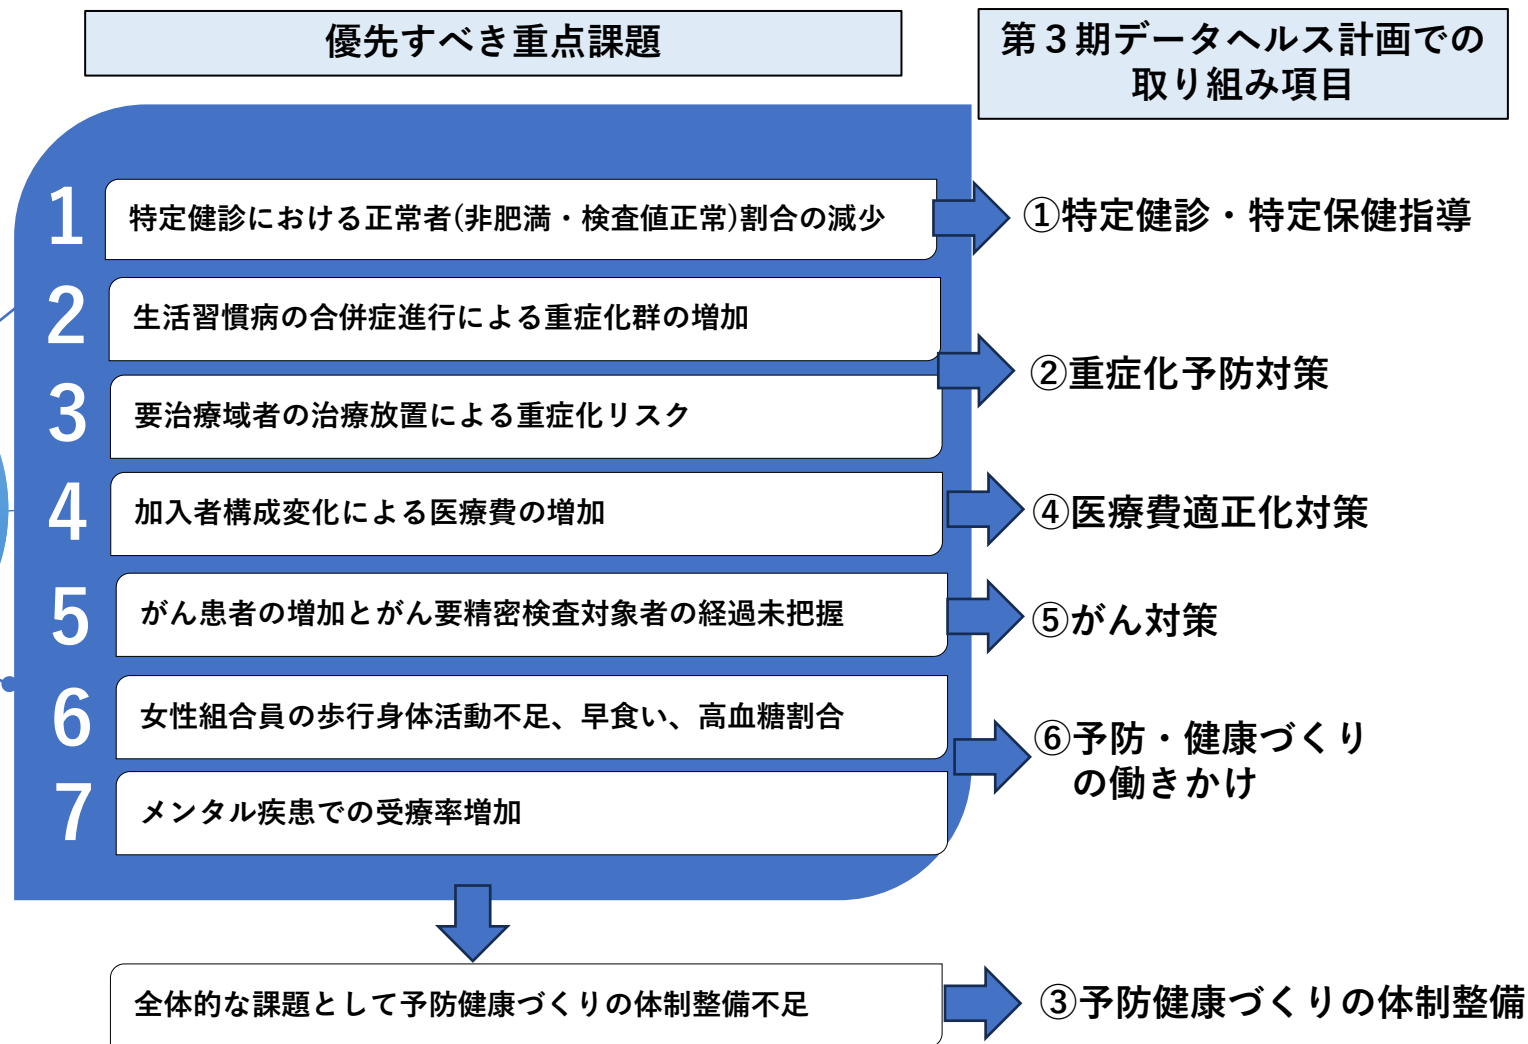 優先すべき重点課題
第３期データヘルス計画での
取り組み項目
1
特定健診における正常者(非肥満・検査値正常)割合の減少
①特定健診・特定保健指導
2
生活習慣病の合併症進行による重症化群の増加
②重症化予防対策
3
要治療域者の治療放置による重症化リスク
4
加入者構成変化による医療費の増加
④医療費適正化対策
5
がん患者の増加とがん要精密検査対象者の経過未把握
⑤がん対策
6
女性組合員の歩行身体活動不足、早食い、高血糖割合
⑥予防・健康づくり
の働きかけ
7
メンタル疾患での受療率増加
全体的な課題として予防健康づくりの体制整備不足
③予防健康づくりの体制整備